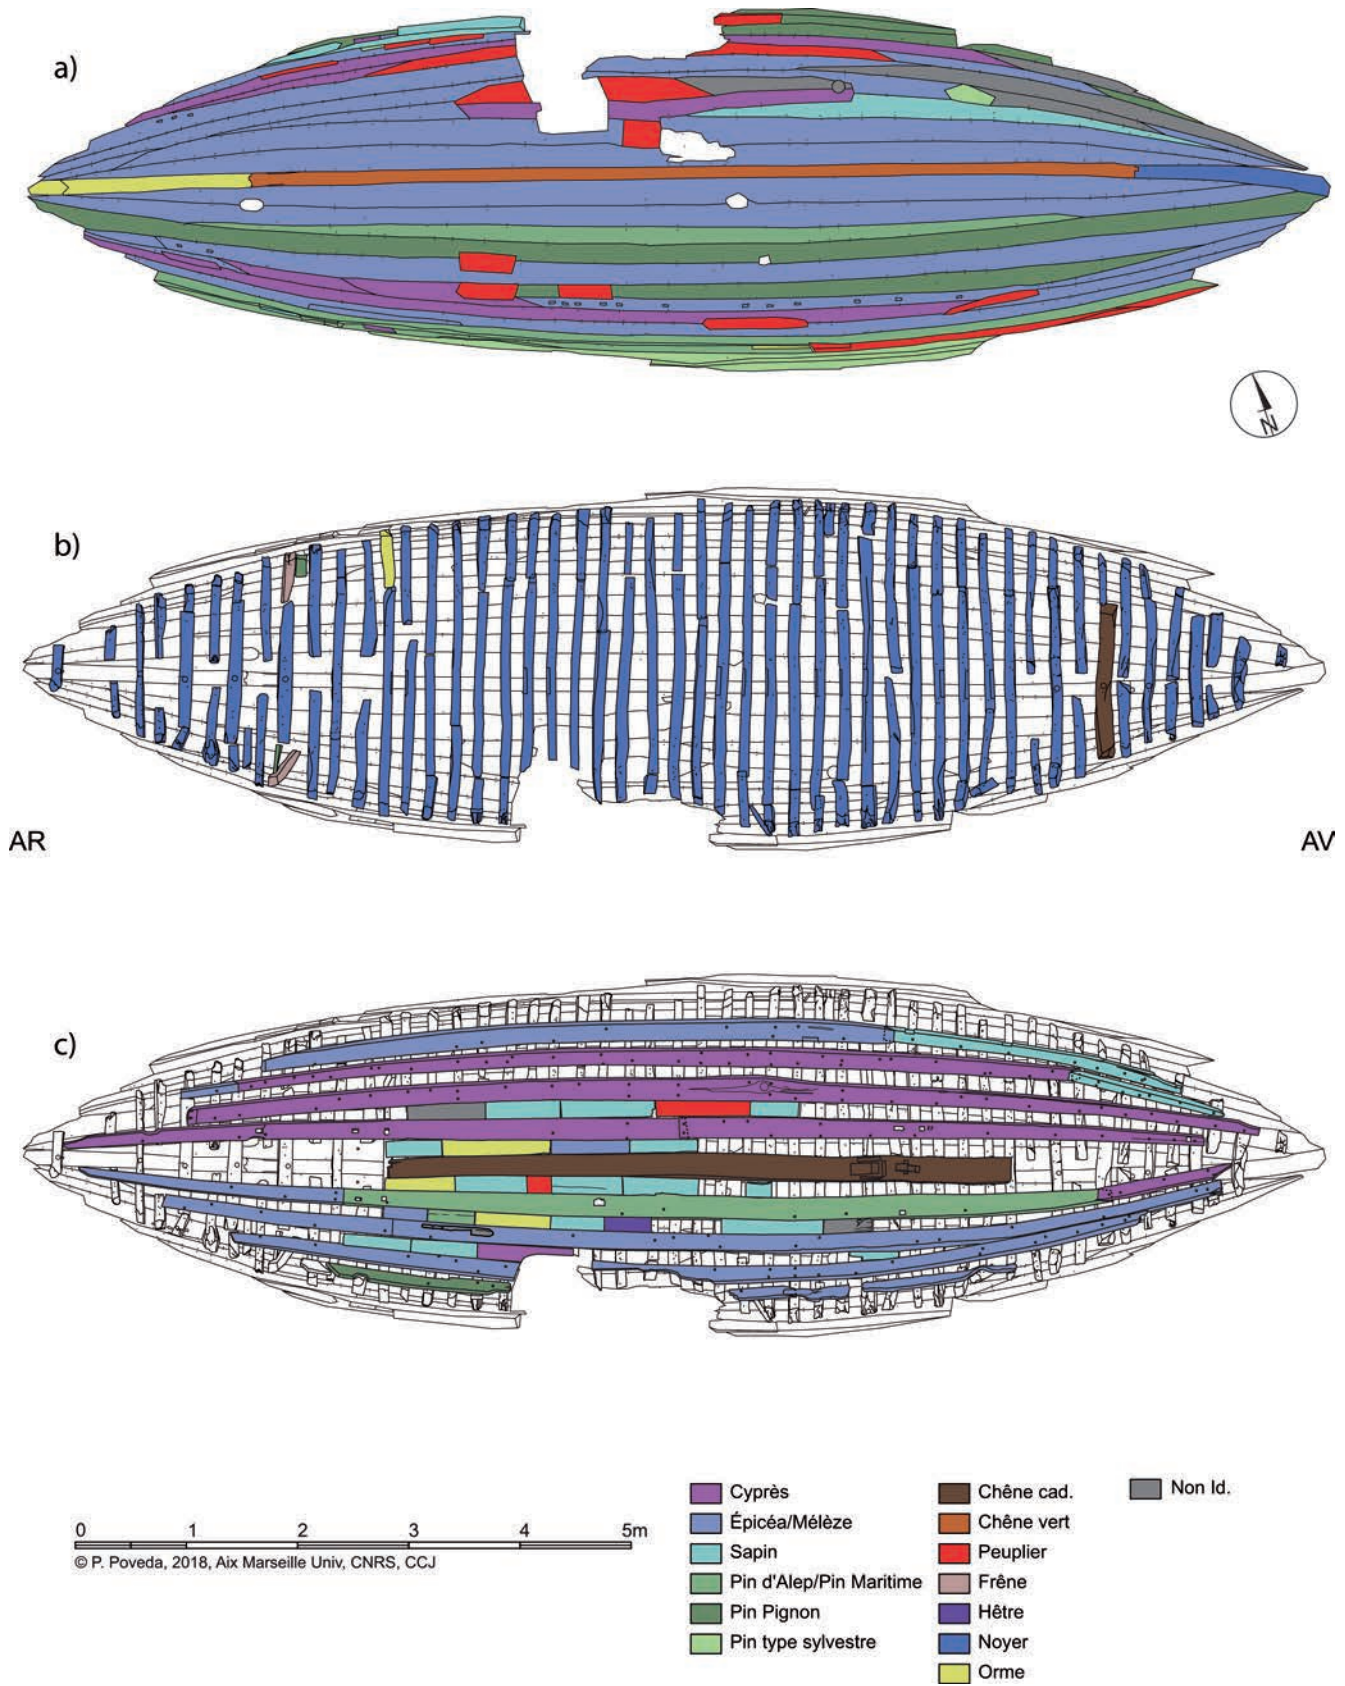 a)
N
b)
AR
AV
c)
0 1 2 3 4 5m
© P. Poveda, 2018, Aix Marseille Univ, CNRS, CCJ
Cyprès
Épicéa/Mélèze
Sapin
Pin d'Alep/Pin Maritime
Pin Pignon
Pin type sylvestre
Chêne cad.
Chêne vert
Peuplier
Frêne
Hêtre
Noyer
Orme
Non Id.